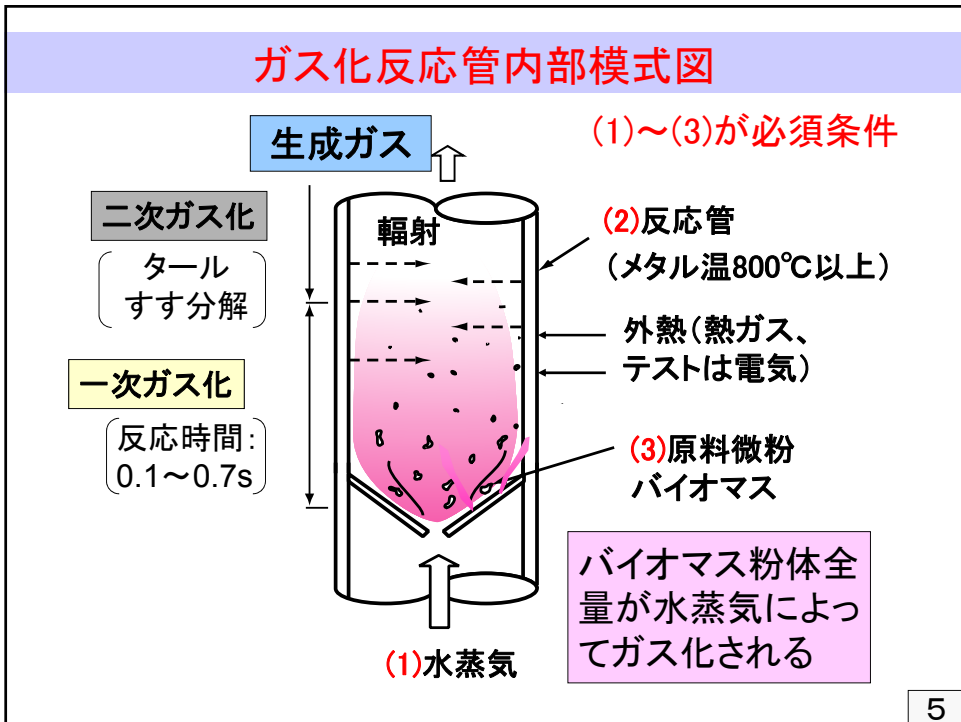 ガス化反応管内部模式図
(1)～(3)が必須条件
生成ガス
二次ガス化
タール
すす分解
一次ガス化
反応時間:
0.1～0.7s
輻射
(2)反応管
(メタル温800℃以上)
外熱(熱ガス、
テストは電気)
(3)原料微粉
バイオマス
(1)水蒸気
バイオマス粉体全
量が水蒸気によっ
てガス化される
5